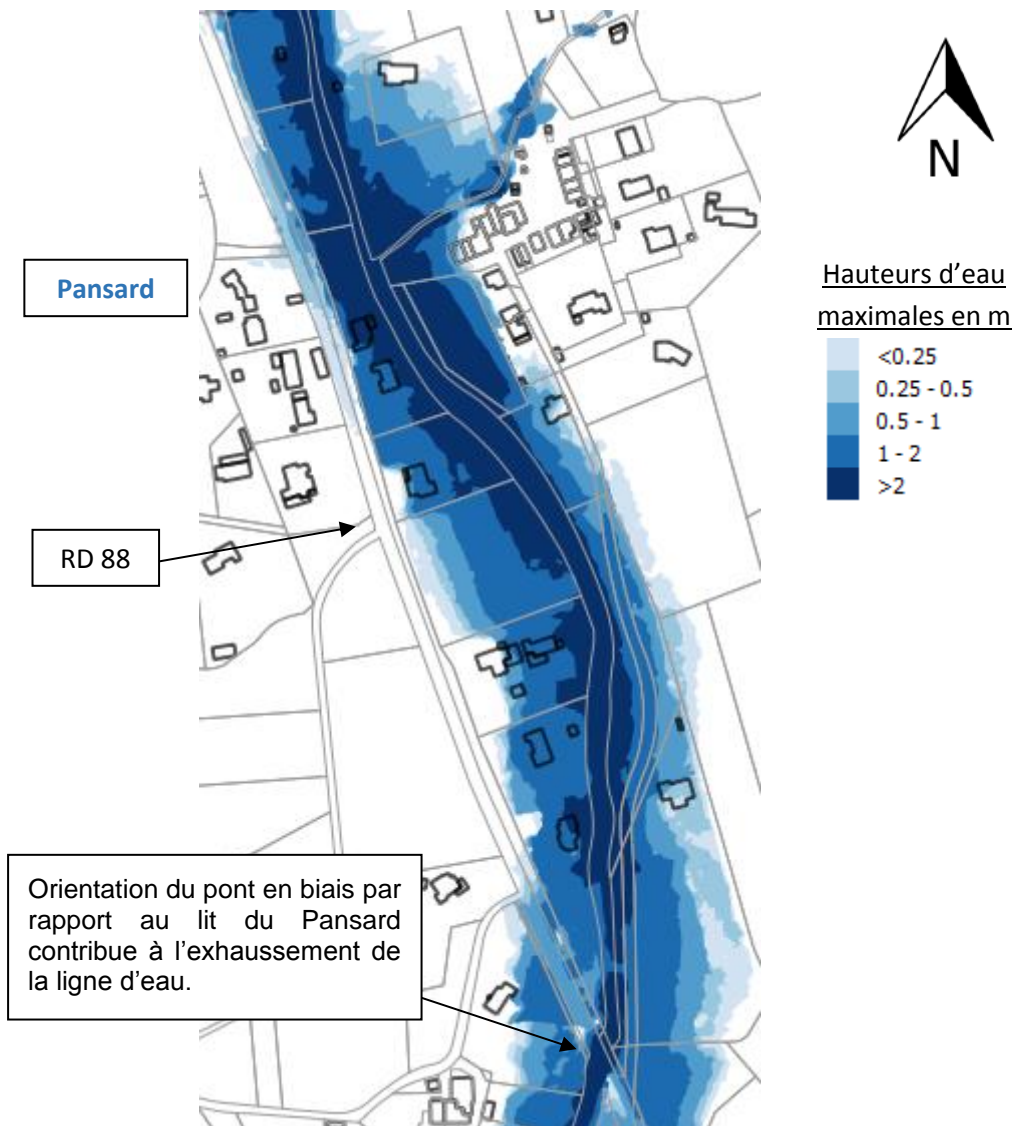 N
Pansard
Hauteurs d'eau
maximales en m
<0.25
0.25 - 0.5
0.5 - 1
1 - 2
>2
RD 88
Orientation du pont en biais par
rapport au lit du Pansard
contribue à l'exhaussement de
la ligne d'eau.